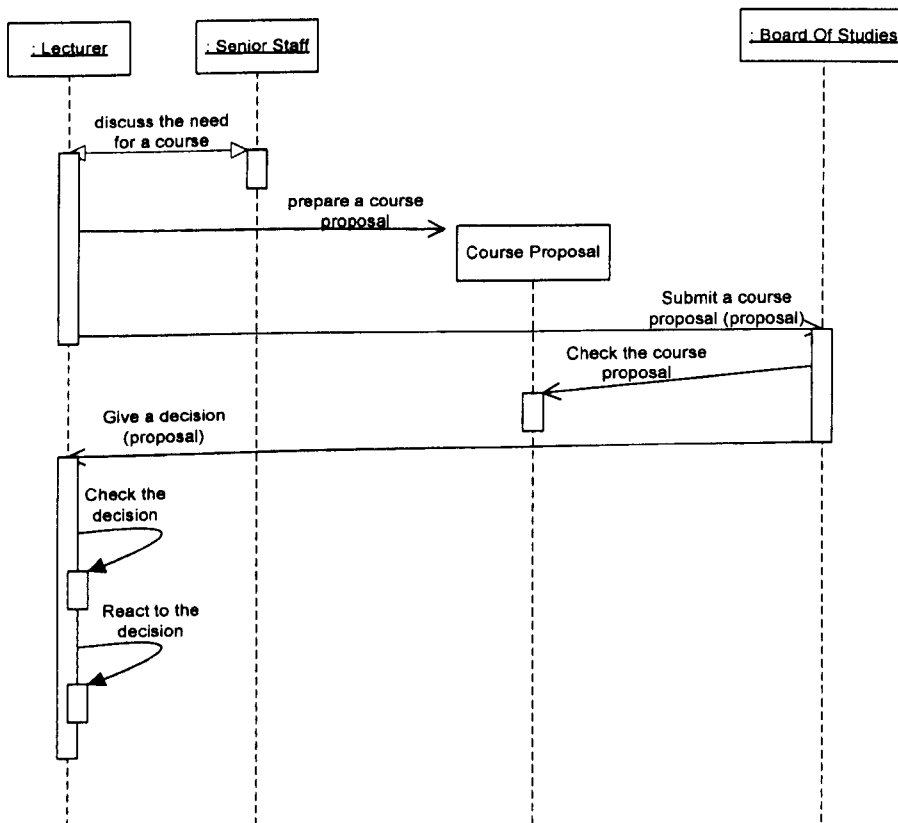 : Lecturer
: Senior Staff
: Board Of Studies
discuss the need
for a course
prepare a course
proposal
Course Proposal
Submit a course
proposal (proposal)
Check the course
proposal
Give a decision
(proposal)
Check the
decision
React to the
decision